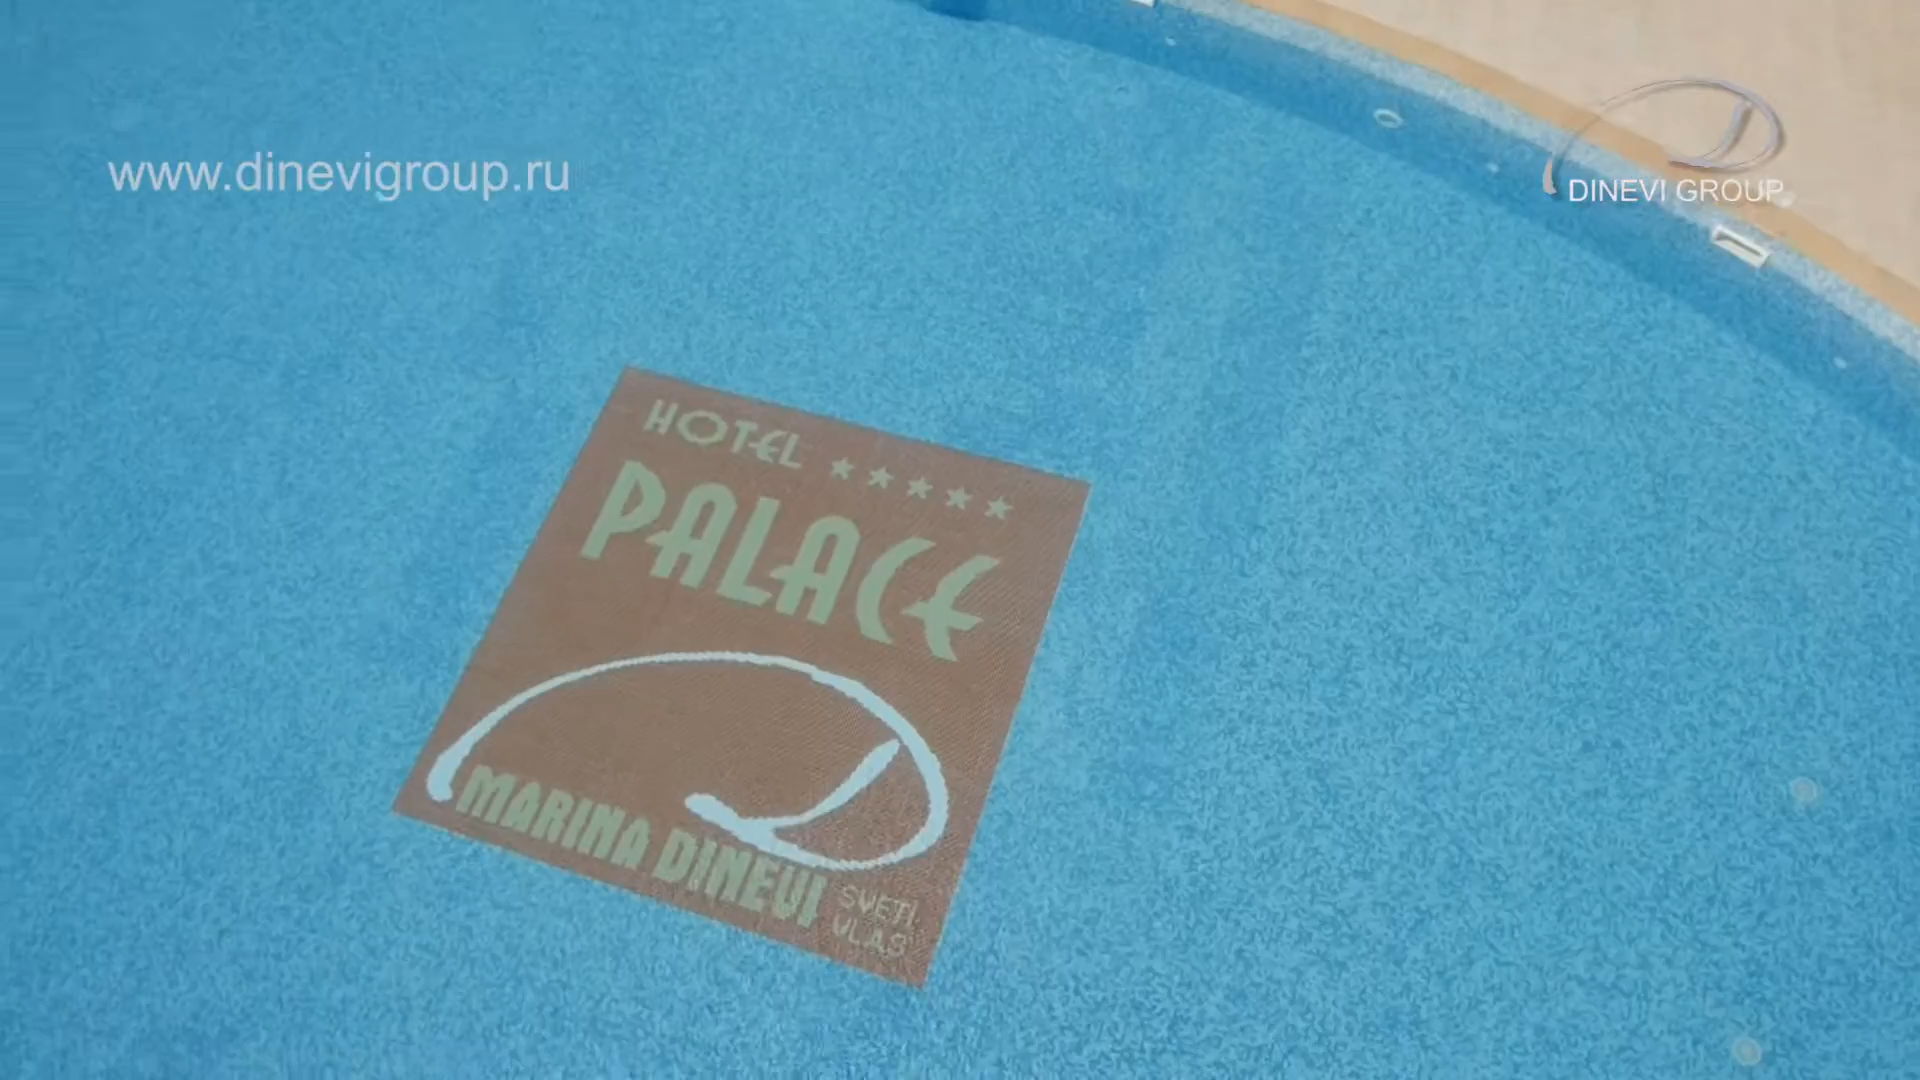 www.dinevigroup.ru
DINEVI GROUP
HOTEL ★★★★★
PALACE
MARINA DINEVI
SVETI
VLAS